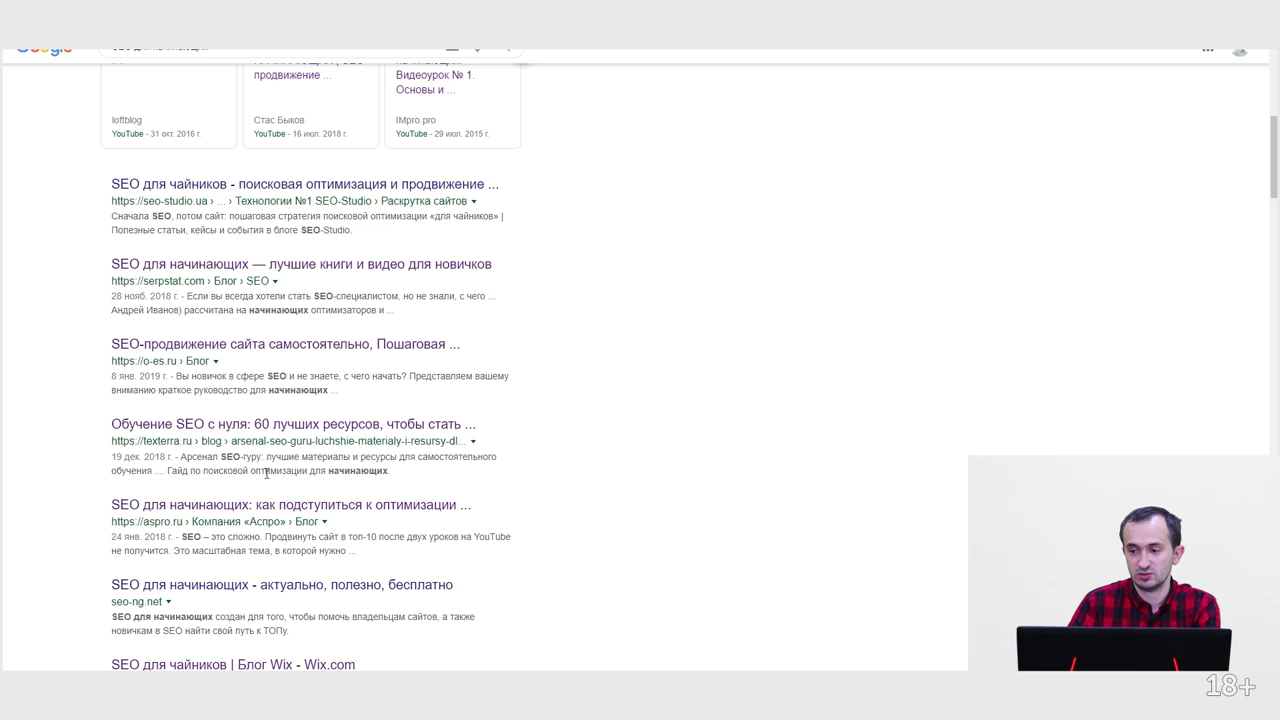 Google
SEO для начинающих
продвижение ...
Видеоурок № 1.
Основы и ...
loftblog
YouTube - 31 окт. 2016 г.
Стас Быков
YouTube - 16 июл. 2018 г.
IMpro.pro
YouTube - 29 июл. 2015 г.
SEO для чайников - поисковая оптимизация и продвижение ...
https://seo-studio.ua › ... › Технологии №1 SEO-Studio › Раскрутка сайтов
Сначала SEO, потом сайт: пошаговая стратегия поисковой оптимизации «для чайников» |
Полезные статьи, кейсы и события в блоге SEO-Studio.
SEO для начинающих — лучшие книги и видео для новичков
https://serpstat.com › Блог › SEO
28 нояб. 2018 г. - Если вы всегда хотели стать SEO-специалистом, но не знали, с чего ...
Андрей Иванов) рассчитана на начинающих оптимизаторов и ...
SEO-продвижение сайта самостоятельно, Пошаговая ...
https://o-es.ru › Блог
8 янв. 2019 г. - Вы новичок в сфере SEO и не знаете, с чего начать? Представляем вашему
вниманию краткое руководство для начинающих ...
Обучение SEO с нуля: 60 лучших ресурсов, чтобы стать ...
https://texterra.ru › blog › arsenal-seo-guru-luchshie-materialy-i-resursy-dl...
19 дек. 2018 г. - Арсенал SEO-гуру: лучшие материалы и ресурсы для самостоятельного
обучения .... Гайд по поисковой оптимизации для начинающих.
SEO для начинающих: как подступиться к оптимизации ...
https://aspro.ru › Компания «Аспро» › Блог
24 янв. 2018 г. - SEO – это сложно. Продвинуть сайт в топ-10 после двух уроков на YouTube
не получится. Это масштабная тема, в которой нужно ...
SEO для начинающих - актуально, полезно, бесплатно
seo-ng.net
SEO для начинающих создан для того, чтобы помочь владельцам сайтов, а также
новичкам в SEO найти свой путь к ТОПу.
SEO для чайников | Блог Wix - Wix.com
18+